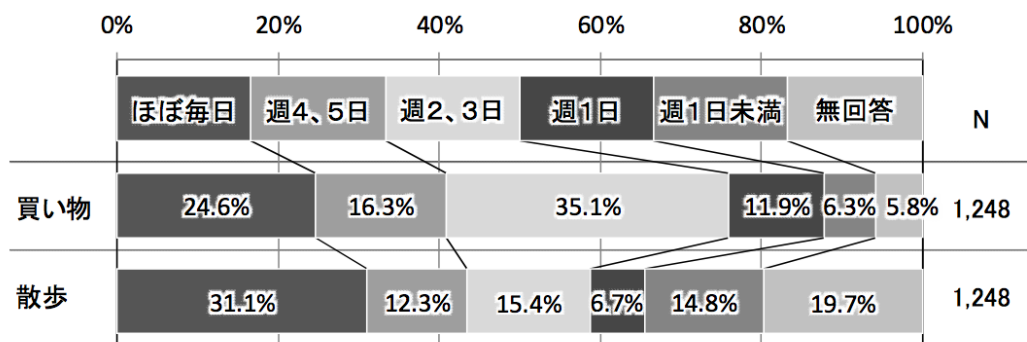 0% 20% 40% 60% 80% 100%
ほぼ毎日 週4、5日 週2、3日 週1日 週1日未満 無回答 N
買い物 24.6% 16.3% 35.1% 11.9% 6.3% 5.8% 1,248
散歩 31.1% 12.3% 15.4% 6.7% 14.8% 19.7% 1,248